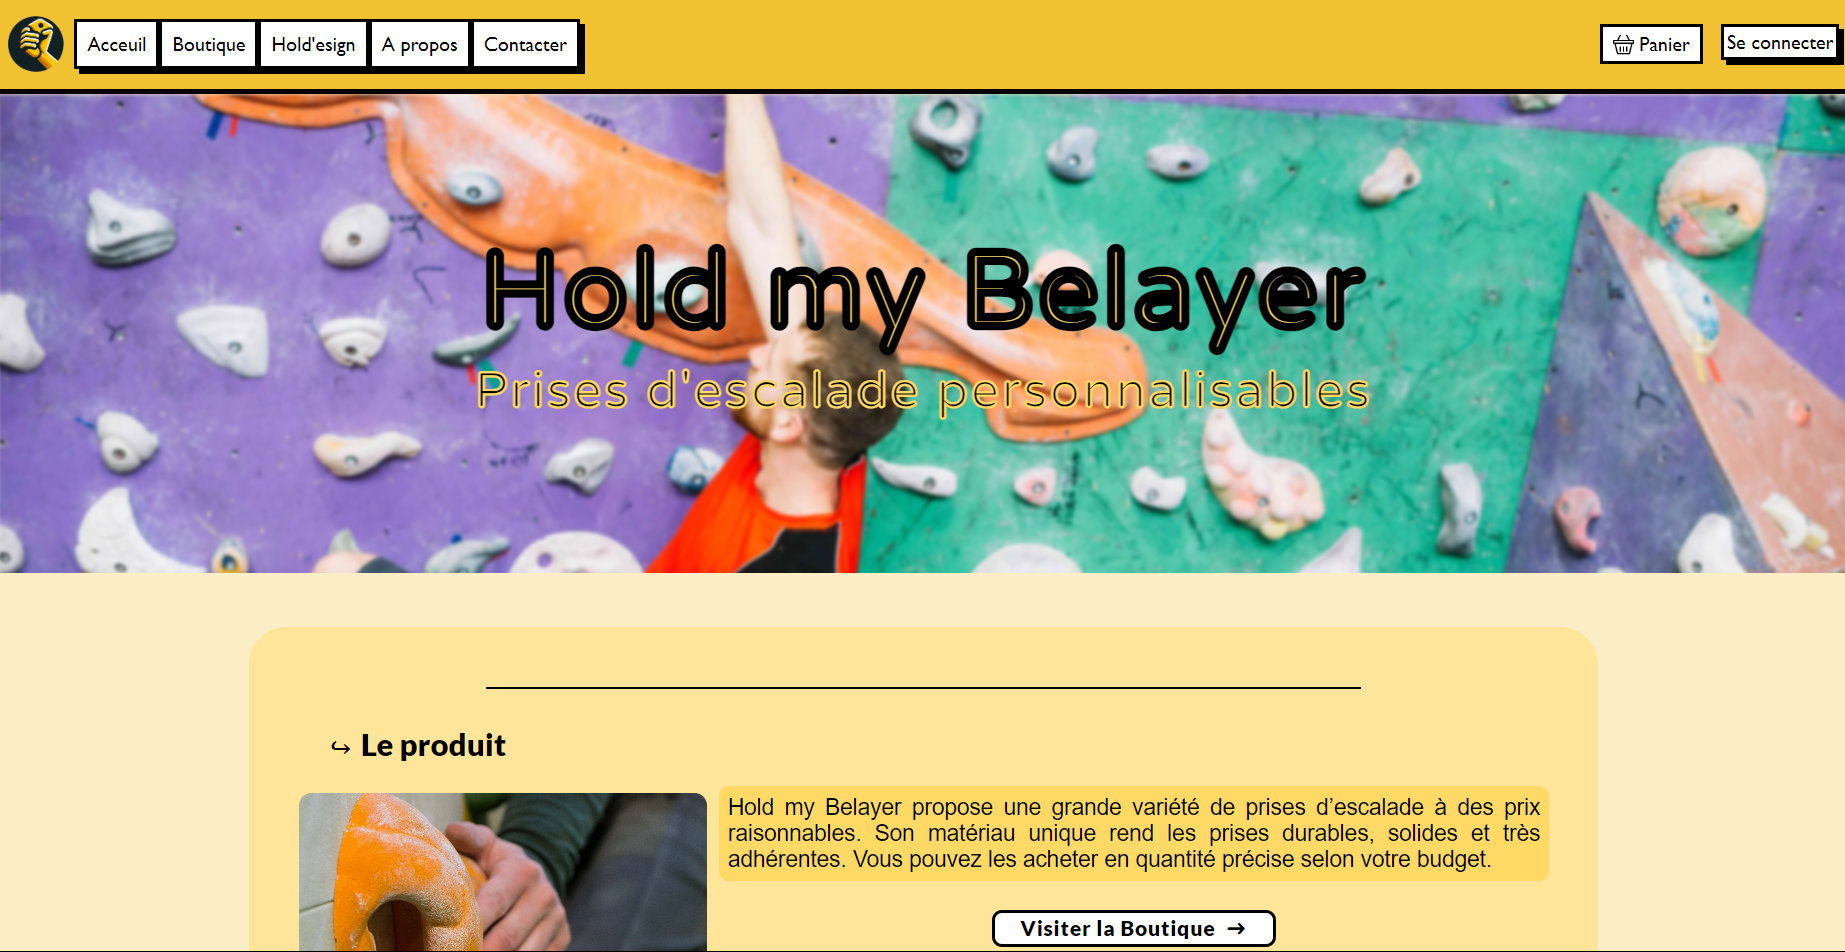 Acceuil Boutique Hold'esign A propos Contacter Panier Se connecter
Hold my Belayer
Prises d'escalade personnalisables
↪ Le produit
Hold my Belayer propose une grande variété de prises d’escalade à des prix
raisonnables. Son matériau unique rend les prises durables, solides et très
adhérentes. Vous pouvez les acheter en quantité précise selon votre budget.
Visiter la Boutique →